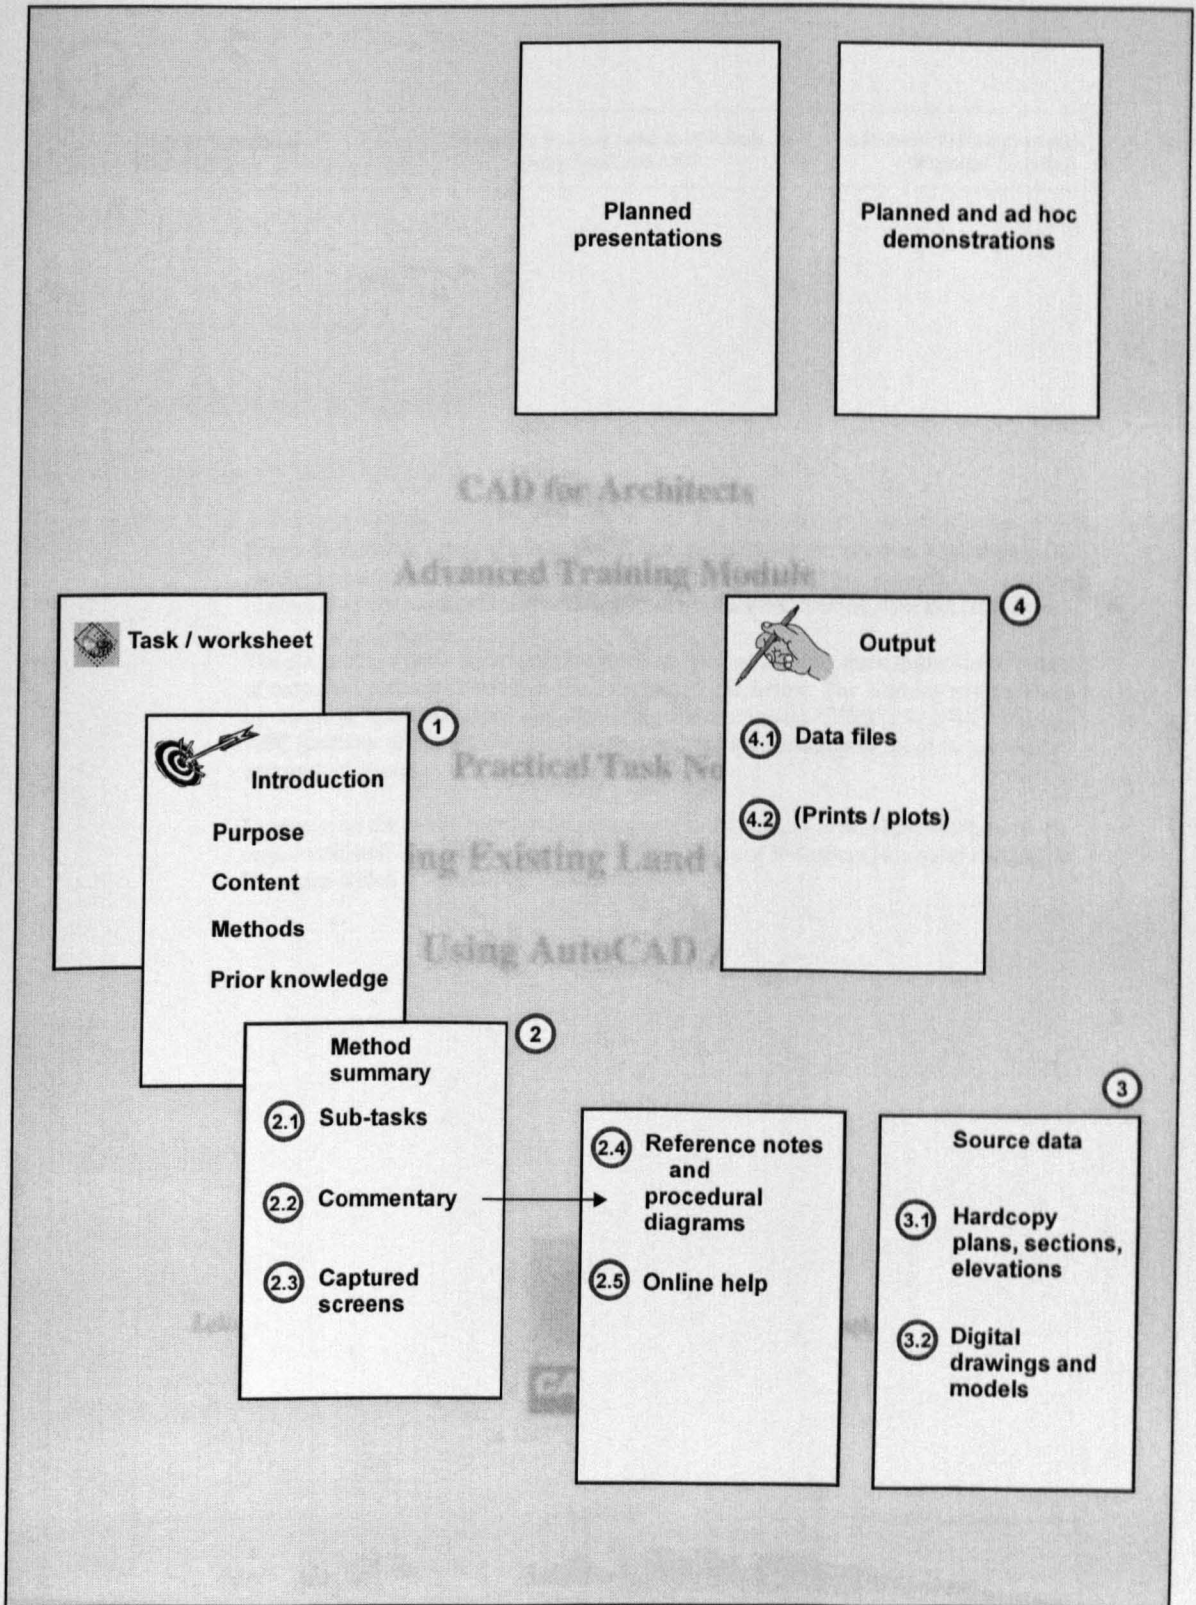 Planned
presentations
Planned and ad hoc
demonstrations
CAD for Architects
Advanced Training Module
Task / worksheet
1
Introduction
Purpose
Content
Methods
Prior knowledge
4
Output
4.1 Data files
4.2 (Prints / plots)
Practical Task
Existing Land
Using AutoCAD
2
Method
summary
2.1 Sub-tasks
2.2 Commentary
2.3 Captured
screens
2.4 Reference notes
and
procedural
diagrams
2.5 Online help
3
Source data
3.1 Hardcopy
plans, sections,
elevations
3.2 Digital
drawings and
models